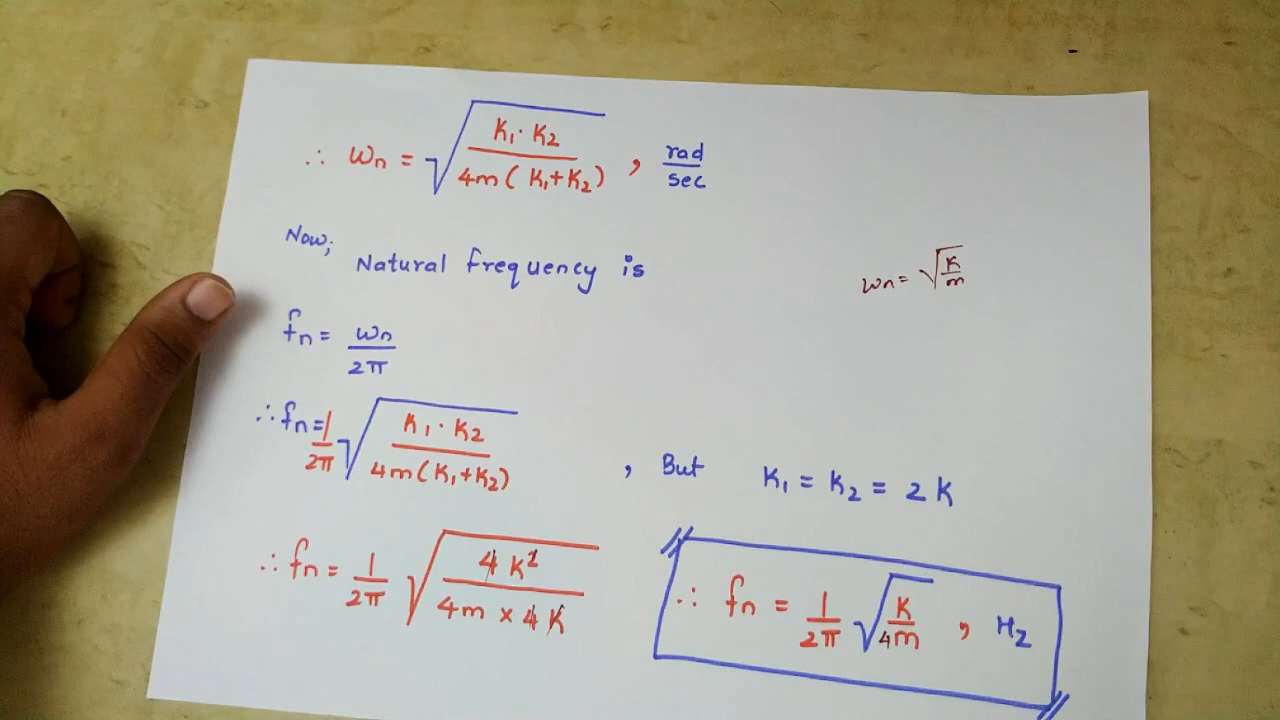 ∴ ωn = √(K1·K2 / 4m(K1+K2)) , rad/sec
Now;
Natural frequency is
ωn = √(K/m)
fn = ωn/2π
∴ fn = 1/2π √(K1·K2 / 4m(K1+K2)) , But K1 = K2 = 2K
∴ fn = 1/2π √(4K² / 4m × 4K)
∴ fn = 1/2π √(K/4m) , Hz